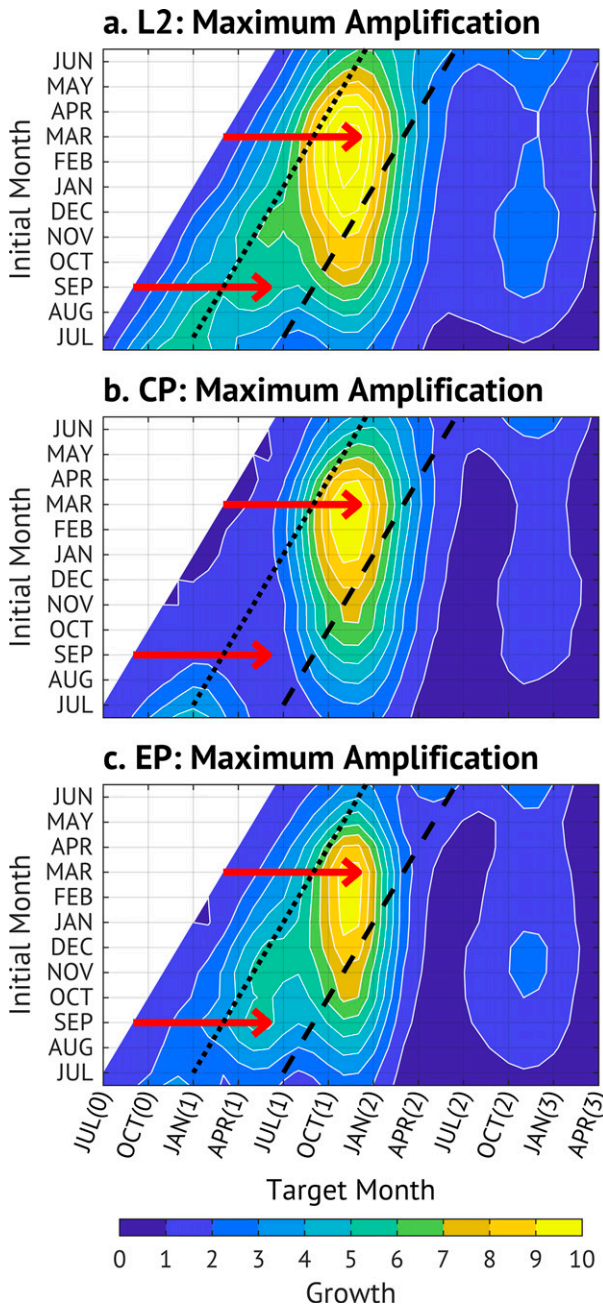 a. L2: Maximum Amplification
JUN
MAY
APR
MAR
FEB
JAN
DEC
NOV
OCT
SEP
AUG
JUL
Initial Month
b. CP: Maximum Amplification
JUN
MAY
APR
MAR
FEB
JAN
DEC
NOV
OCT
SEP
AUG
JUL
Initial Month
c. EP: Maximum Amplification
JUN
MAY
APR
MAR
FEB
JAN
DEC
NOV
OCT
SEP
AUG
JUL
Initial Month
JUL(0) OCT(0) JAN(1) APR(1) JUL(1) OCT(1) JAN(2) APR(2) JUL(2) OCT(2) JAN(3) APR(3)
Target Month
0 1 2 3 4 5 6 7 8 9 10
Growth